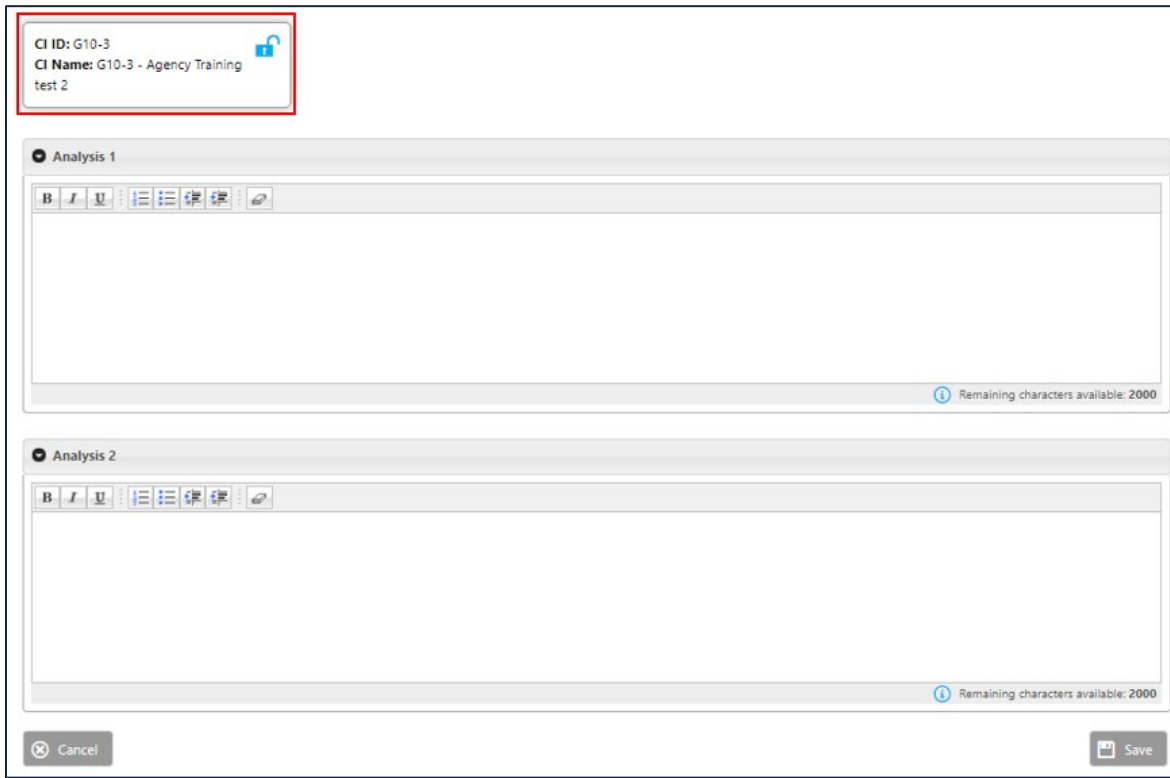 CI ID: G10-3
CI Name: G10-3 - Agency Training
test 2
Analysis 1
B I U
Remaining characters available: 2000
Analysis 2
B I U
Remaining characters available: 2000
Cancel
Save